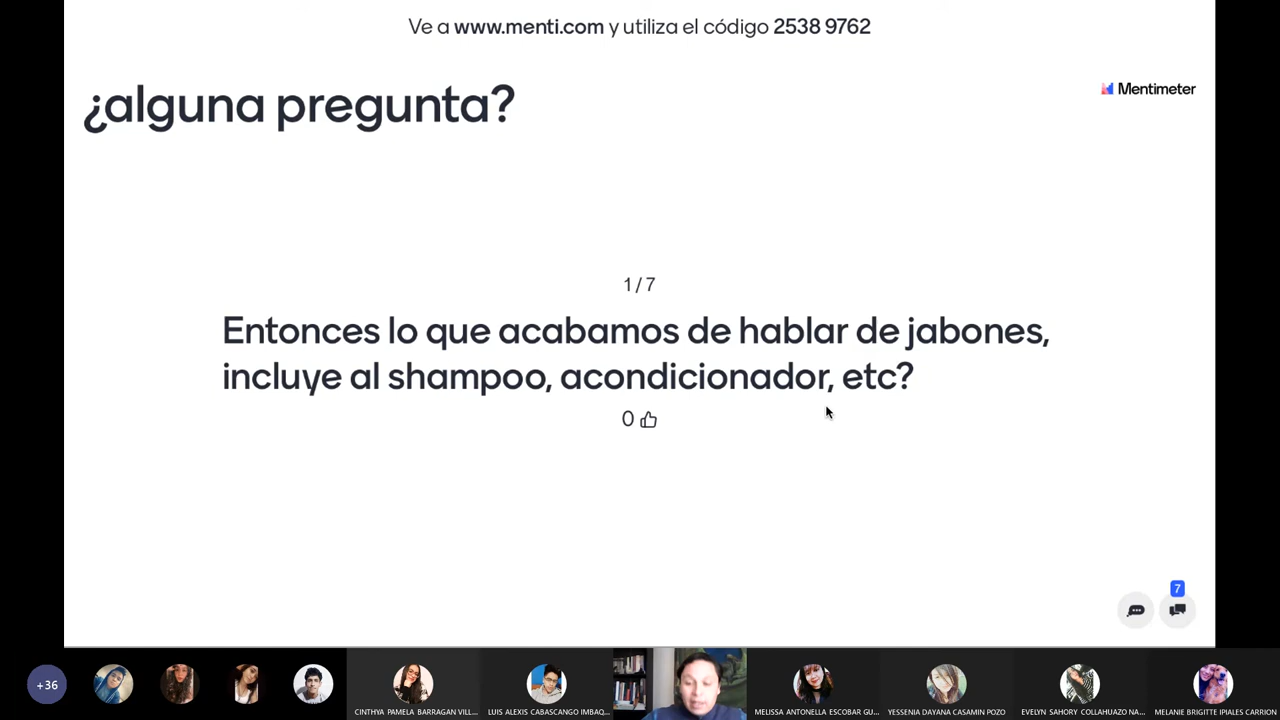 Ve a www.menti.com y utiliza el código 2538 9762
¿alguna pregunta?
Mentimeter
1 / 7
Entonces lo que acabamos de hablar de jabones,
incluye al shampoo, acondicionador, etc?
0
7
+36
CINTHYA PAMELA BARRAGAN VILL...
LUIS ALEXIS CABASCANGO IMBAQ...
MELISSA ANTONELLA ESCOBAR GU...
YESSENIA DAYANA CASAMIN POZO
EVELYN SAHORY COLLAHUAZO NA...
MELANIE BRIGITTE IPIALES CARRION